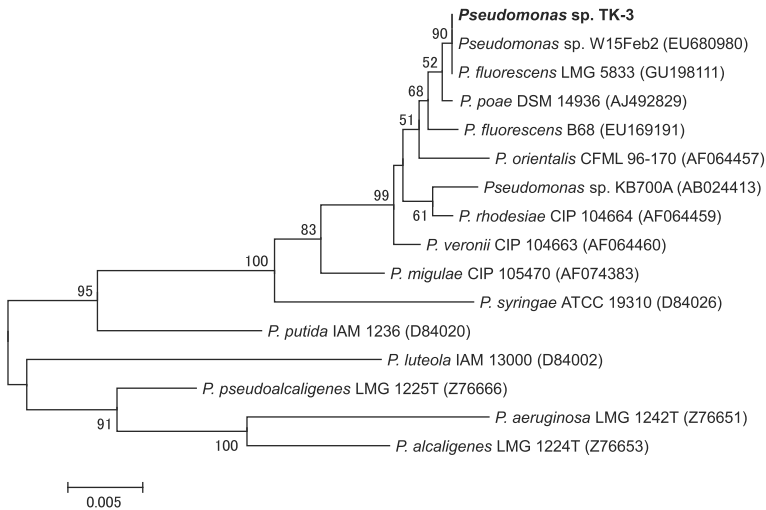 Pseudomonas sp. TK-3
90
Pseudomonas sp. W15Feb2 (EU680980)
52
P. fluorescens LMG 5833 (GU198111)
68
P. poae DSM 14936 (AJ492829)
51
P. fluorescens B68 (EU169191)
P. orientalis CFML 96-170 (AF064457)
Pseudomonas sp. KB700A (AB024413)
99
61
P. rhodesiae CIP 104664 (AF064459)
83
P. veronii CIP 104663 (AF064460)
100
P. migulae CIP 105470 (AF074383)
95
P. syringae ATCC 19310 (D84026)
P. putida IAM 1236 (D84020)
P. luteola IAM 13000 (D84002)
P. pseudoalcaligenes LMG 1225T (Z76666)
91
P. aeruginosa LMG 1242T (Z76651)
100
P. alcaligenes LMG 1224T (Z76653)
0.005